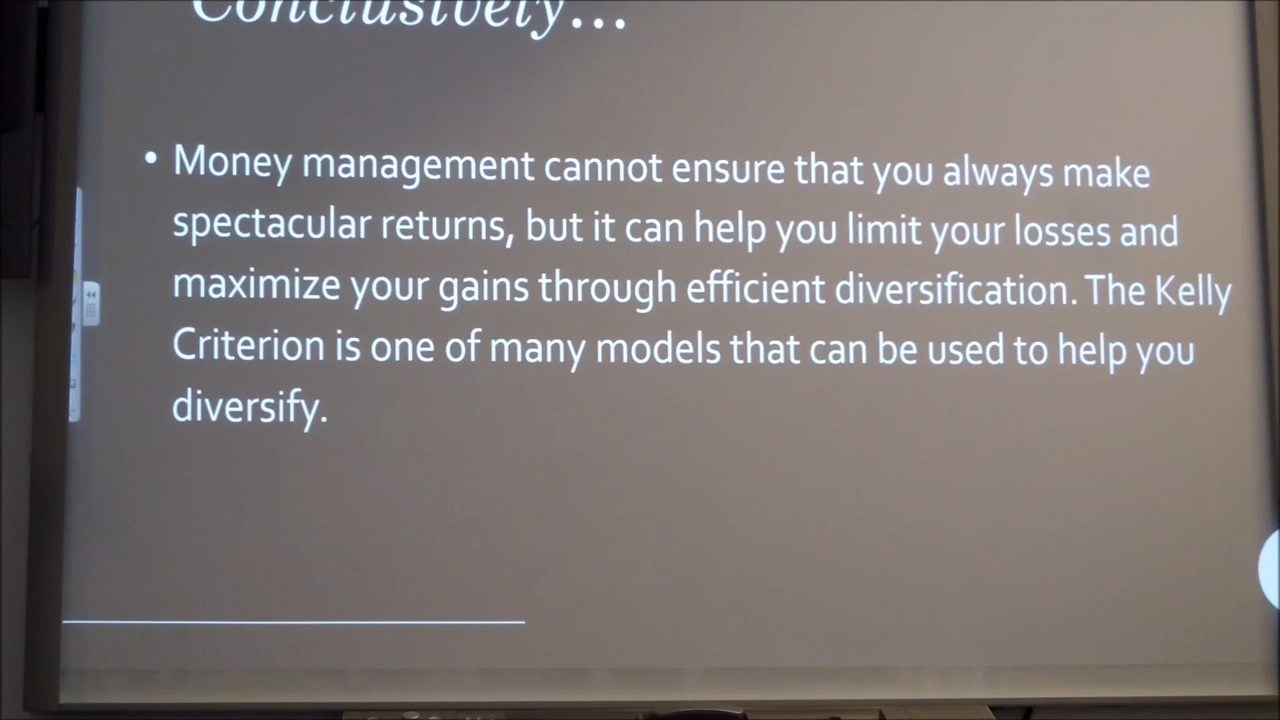 Conclusively...
• Money management cannot ensure that you always make
spectacular returns, but it can help you limit your losses and
maximize your gains through efficient diversification. The Kelly
Criterion is one of many models that can be used to help you
diversify.